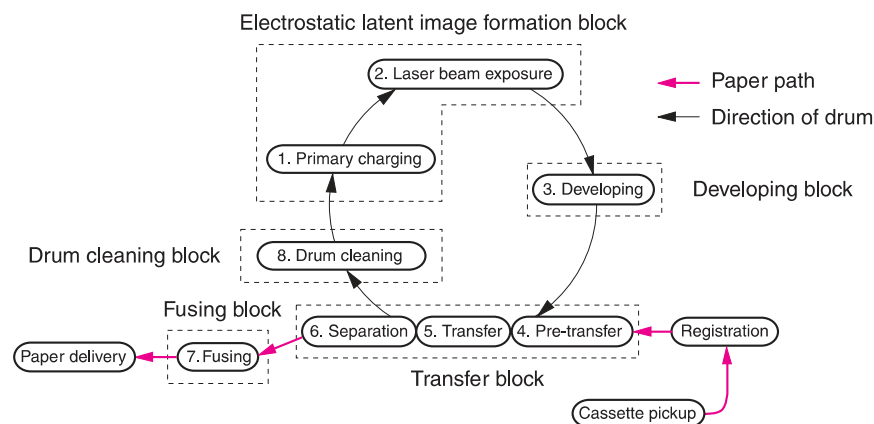 Electrostatic latent image formation block
2. Laser beam exposure
Paper path
Direction of drum
1. Primary charging
3. Developing
Developing block
Drum cleaning block
8. Drum cleaning
Fusing block
6. Separation
5. Transfer
4. Pre-transfer
Registration
Paper delivery
7. Fusing
Transfer block
Cassette pickup